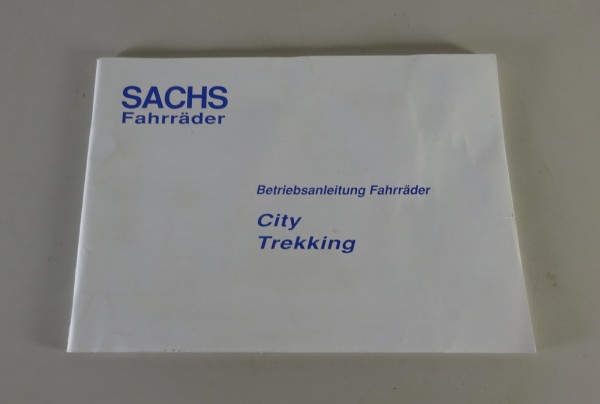 SACHS
Fahrräder
Betriebsanleitung Fahrräder
City
Trekking